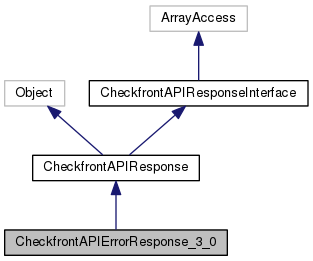 ArrayAccess
Object
CheckfrontAPIResponseInterface
CheckfrontAPIResponse
CheckfrontAPIErrorResponse_3_0